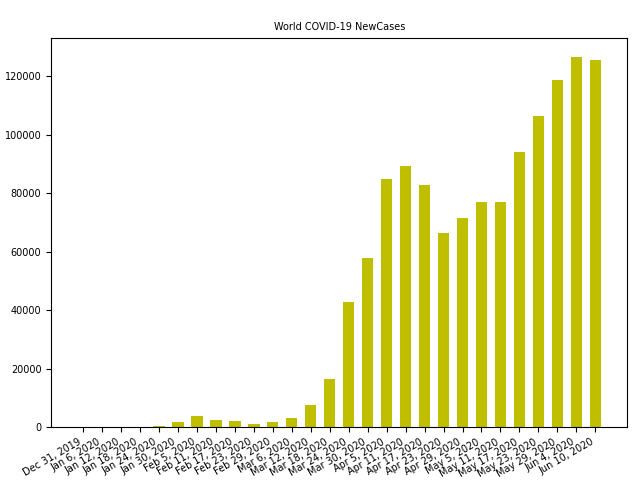 World COVID-19 NewCases
120000
100000
80000
60000
40000
20000
0
Dec 31, 2019
Jan 6, 2020
Jan 12, 2020
Jan 18, 2020
Jan 24, 2020
Jan 30, 2020
Feb 5, 2020
Feb 11, 2020
Feb 17, 2020
Feb 23, 2020
Feb 29, 2020
Mar 6, 2020
Mar 12, 2020
Mar 18, 2020
Mar 24, 2020
Mar 30, 2020
Apr 5, 2020
Apr 11, 2020
Apr 17, 2020
Apr 23, 2020
Apr 29, 2020
May 5, 2020
May 11, 2020
May 17, 2020
May 23, 2020
May 29, 2020
Jun 4, 2020
Jun 10, 2020